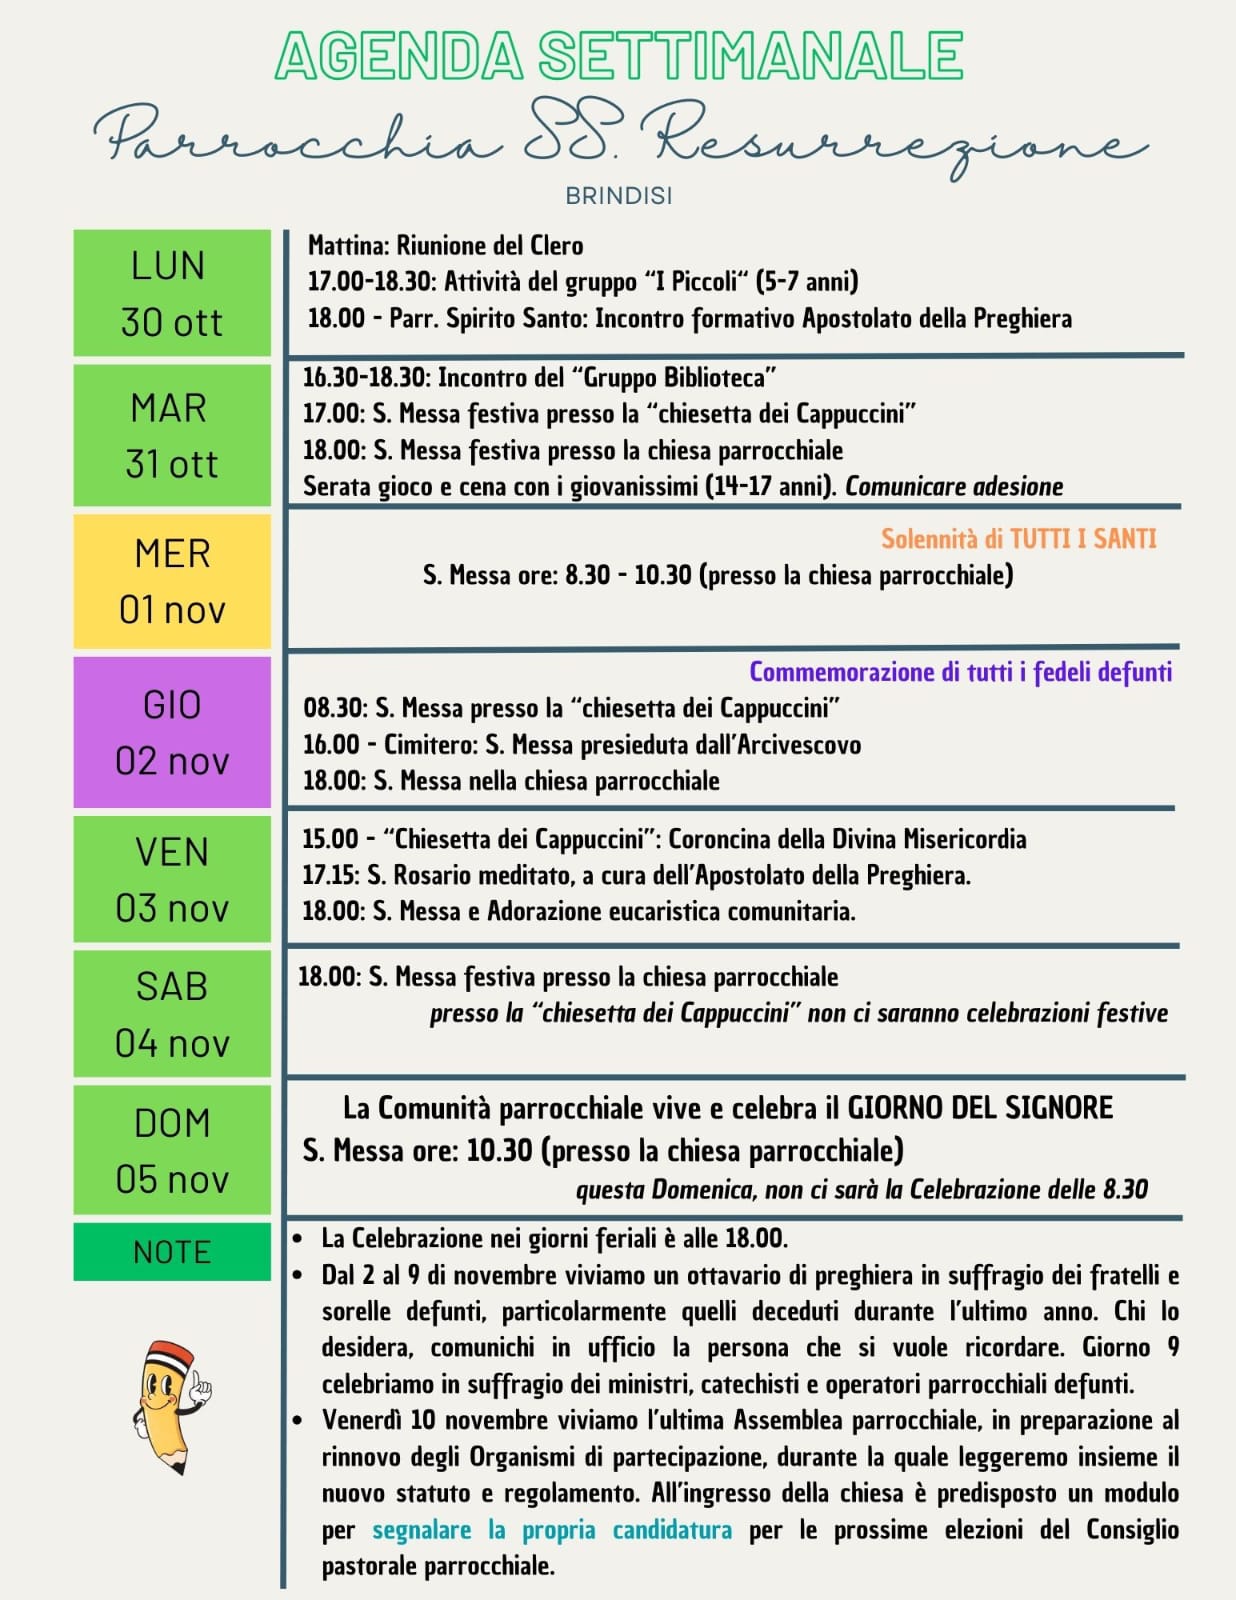 AGENDA SETTIMANALE
Parrocchia SS. Resurrezione
BRINDISI
LUN
30 ott
Mattina: Riunione del Clero
17.00-18.30: Attività del gruppo “I Piccoli“ (5-7 anni)
18.00 - Parr. Spirito Santo: Incontro formativo Apostolato della Preghiera
MAR
31 ott
16.30-18.30: Incontro del “Gruppo Biblioteca”
17.00: S. Messa festiva presso la “chiesetta dei Cappuccini”
18.00: S. Messa festiva presso la chiesa parrocchiale
Serata gioco e cena con i giovanissimi (14-17 anni). Comunicare adesione
MER
01 nov
Solennità di TUTTI I SANTI
S. Messa ore: 8.30 - 10.30 (presso la chiesa parrocchiale)
GIO
02 nov
Commemorazione di tutti i fedeli defunti
08.30: S. Messa presso la “chiesetta dei Cappuccini”
16.00 - Cimitero: S. Messa presieduta dall’Arcivescovo
18.00: S. Messa nella chiesa parrocchiale
VEN
03 nov
15.00 - “Chiesetta dei Cappuccini”: Coroncina della Divina Misericordia
17.15: S. Rosario meditato, a cura dell’Apostolato della Preghiera.
18.00: S. Messa e Adorazione eucaristica comunitaria.
SAB
04 nov
18.00: S. Messa festiva presso la chiesa parrocchiale
presso la “chiesetta dei Cappuccini” non ci saranno celebrazioni festive
DOM
05 nov
La Comunità parrocchiale vive e celebra il GIORNO DEL SIGNORE
S. Messa ore: 10.30 (presso la chiesa parrocchiale)
questa Domenica, non ci sarà la Celebrazione delle 8.30
NOTE
• La Celebrazione nei giorni feriali è alle 18.00.
• Dal 2 al 9 di novembre viviamo un ottavario di preghiera in suffragio dei fratelli e
sorelle defunti, particolarmente quelli deceduti durante l’ultimo anno. Chi lo
desidera, comunichi in ufficio la persona che si vuole ricordare. Giorno 9
celebriamo in suffragio dei ministri, catechisti e operatori parrocchiali defunti.
• Venerdì 10 novembre viviamo l’ultima Assemblea parrocchiale, in preparazione al
rinnovo degli Organismi di partecipazione, durante la quale leggeremo insieme il
nuovo statuto e regolamento. All’ingresso della chiesa è predisposto un modulo
per segnalare la propria candidatura per le prossime elezioni del Consiglio
pastorale parrocchiale.